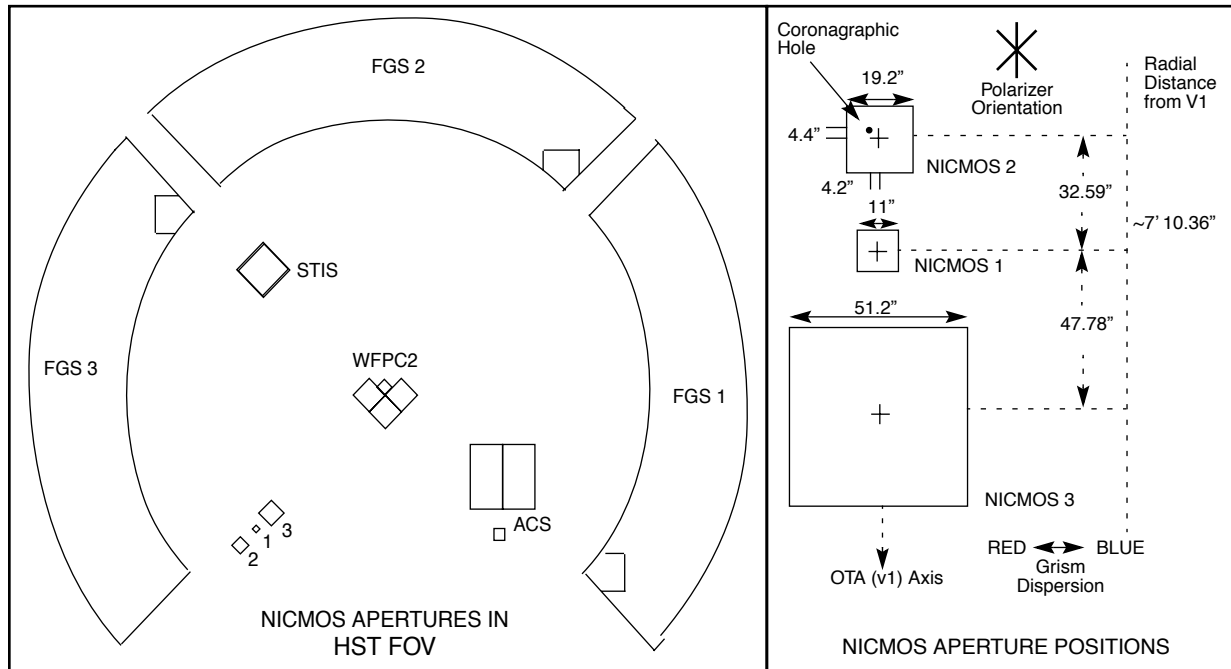 FGS 2
FGS 3
STIS
WFPC2
FGS 1
ACS
3
1
2
NICMOS APERTURES IN
HST FOV
Coronagraphic
Hole
19.2”
Polarizer
Orientation
Radial
Distance
from V1
4.4”
NICMOS 2
4.2”
32.59”
11”
~7’ 10.36”
NICMOS 1
51.2”
47.78”
NICMOS 3
OTA (v1) Axis
RED
BLUE
Grism
Dispersion
NICMOS APERTURE POSITIONS